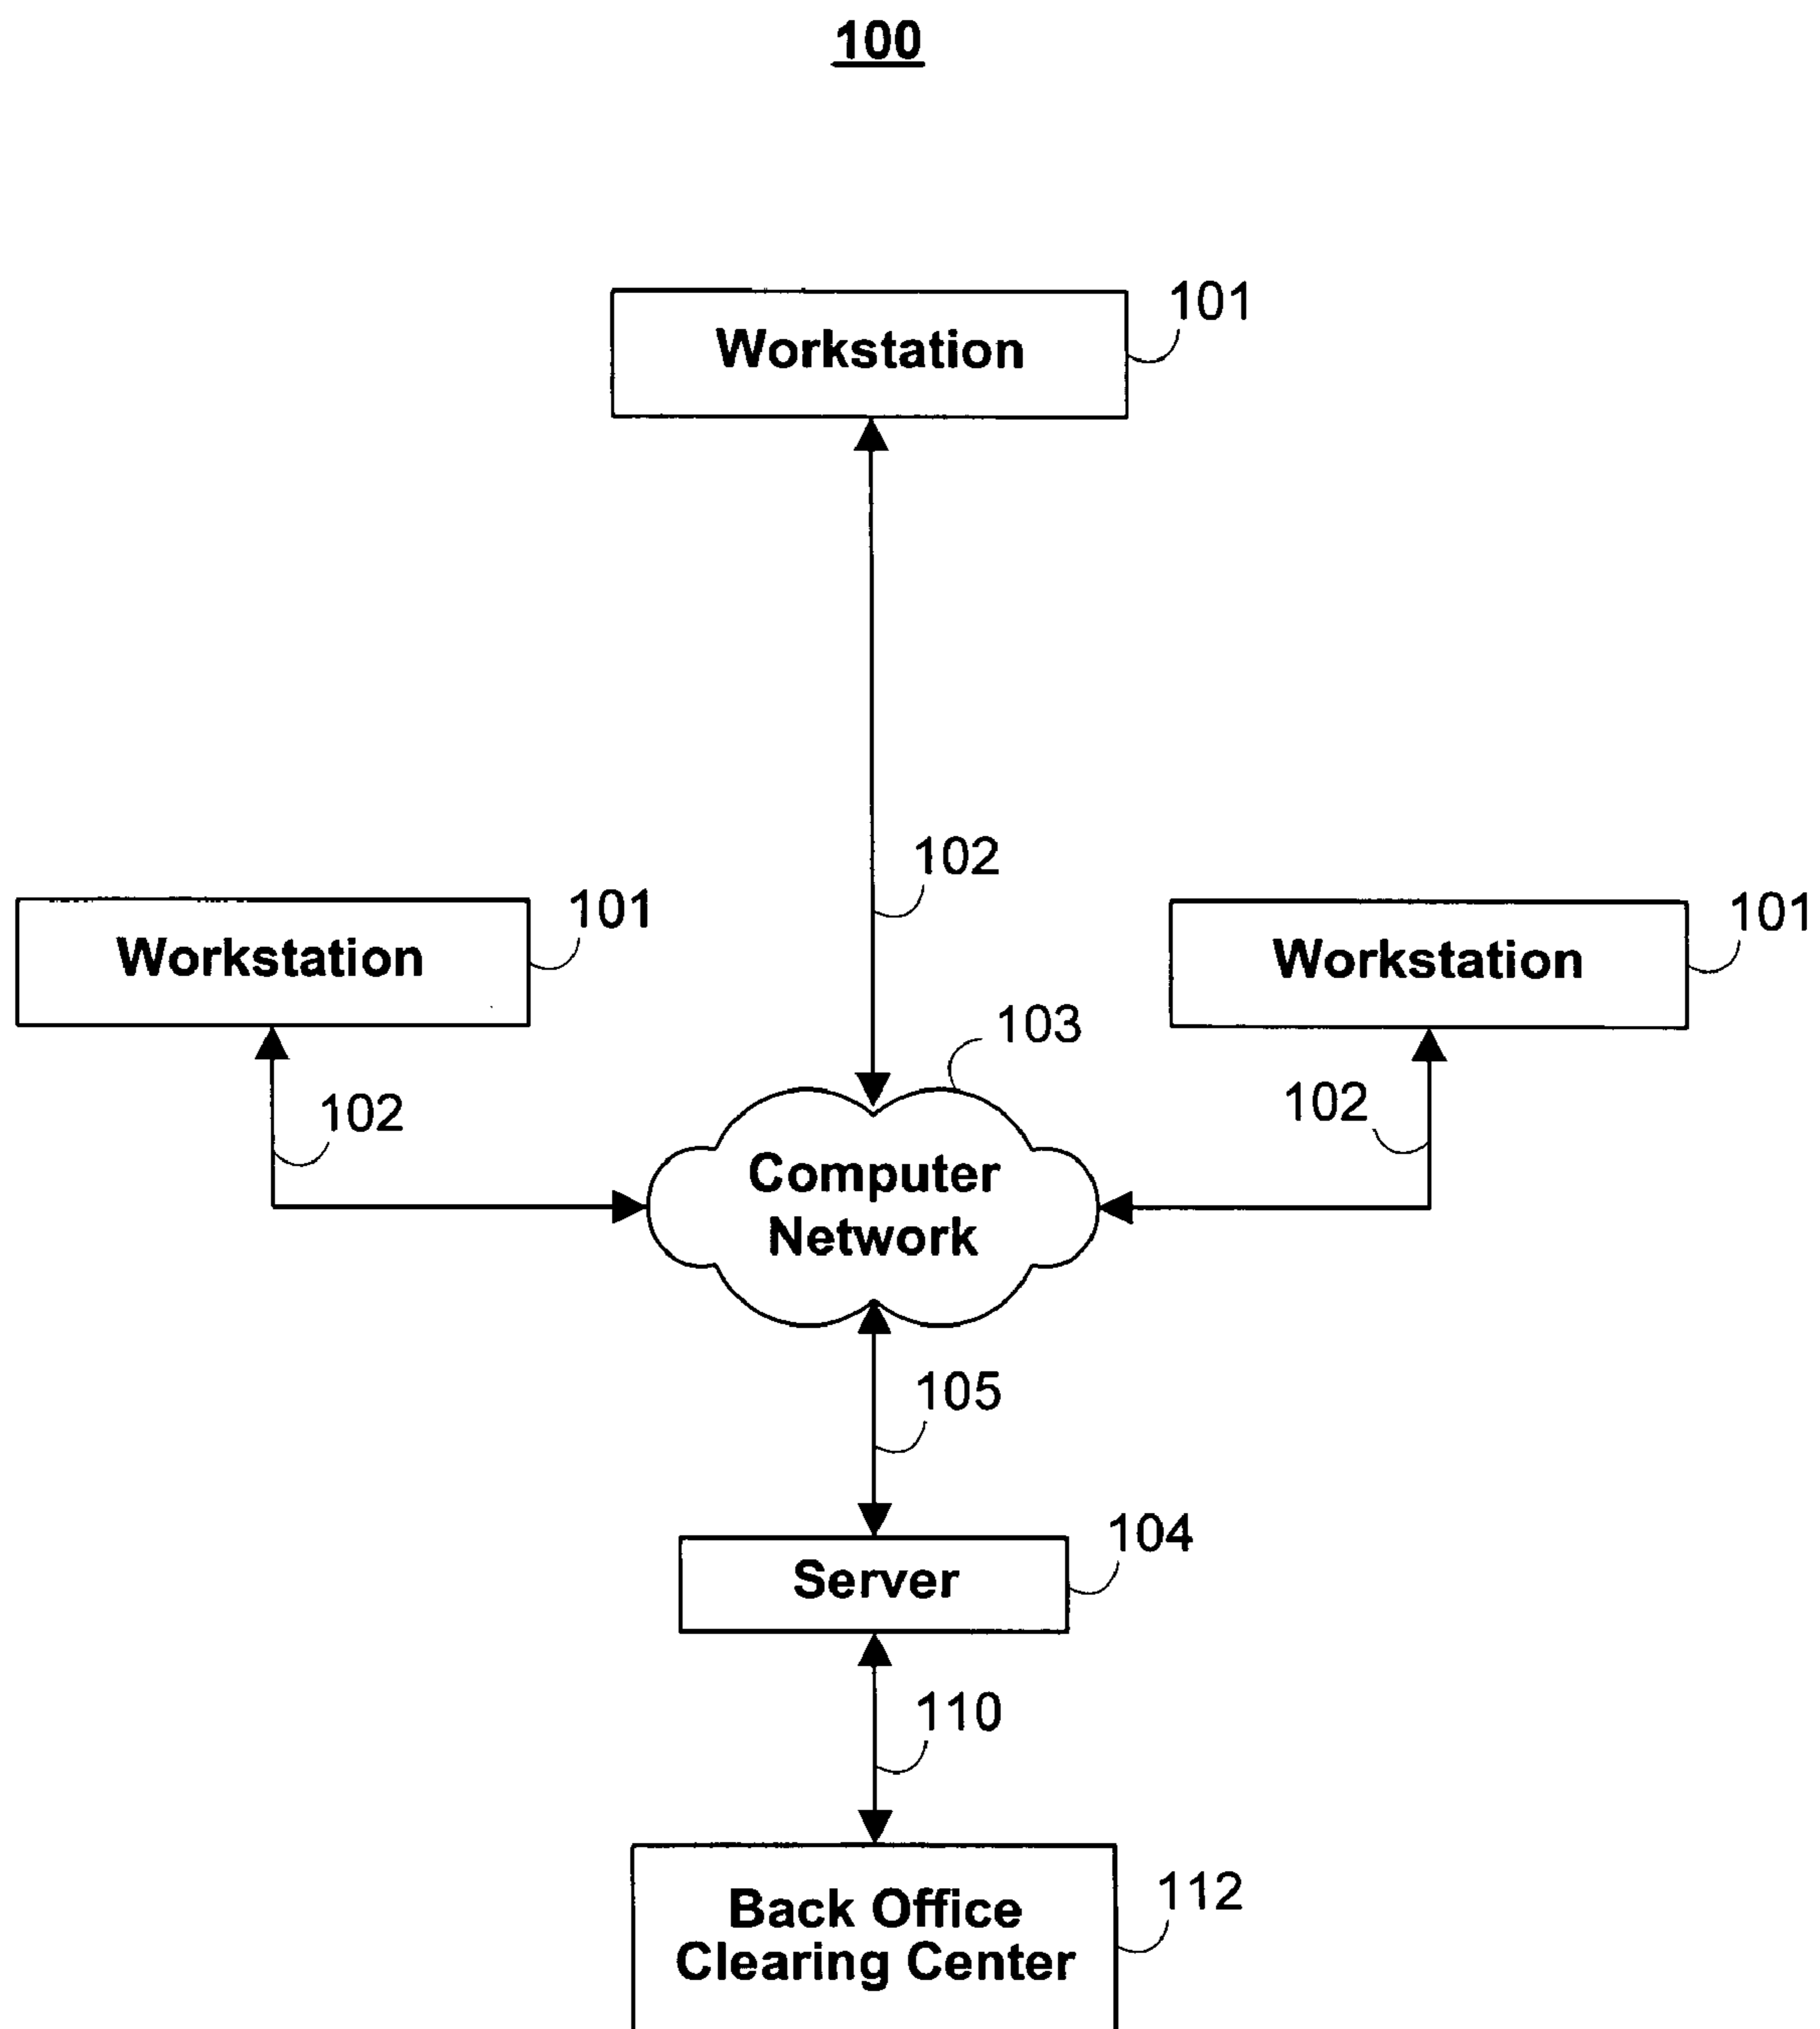 100
Workstation
101
102
Workstation
101
Workstation
101
103
102
102
Computer
Network
105
Server
104
110
Back Office
Clearing Center
112